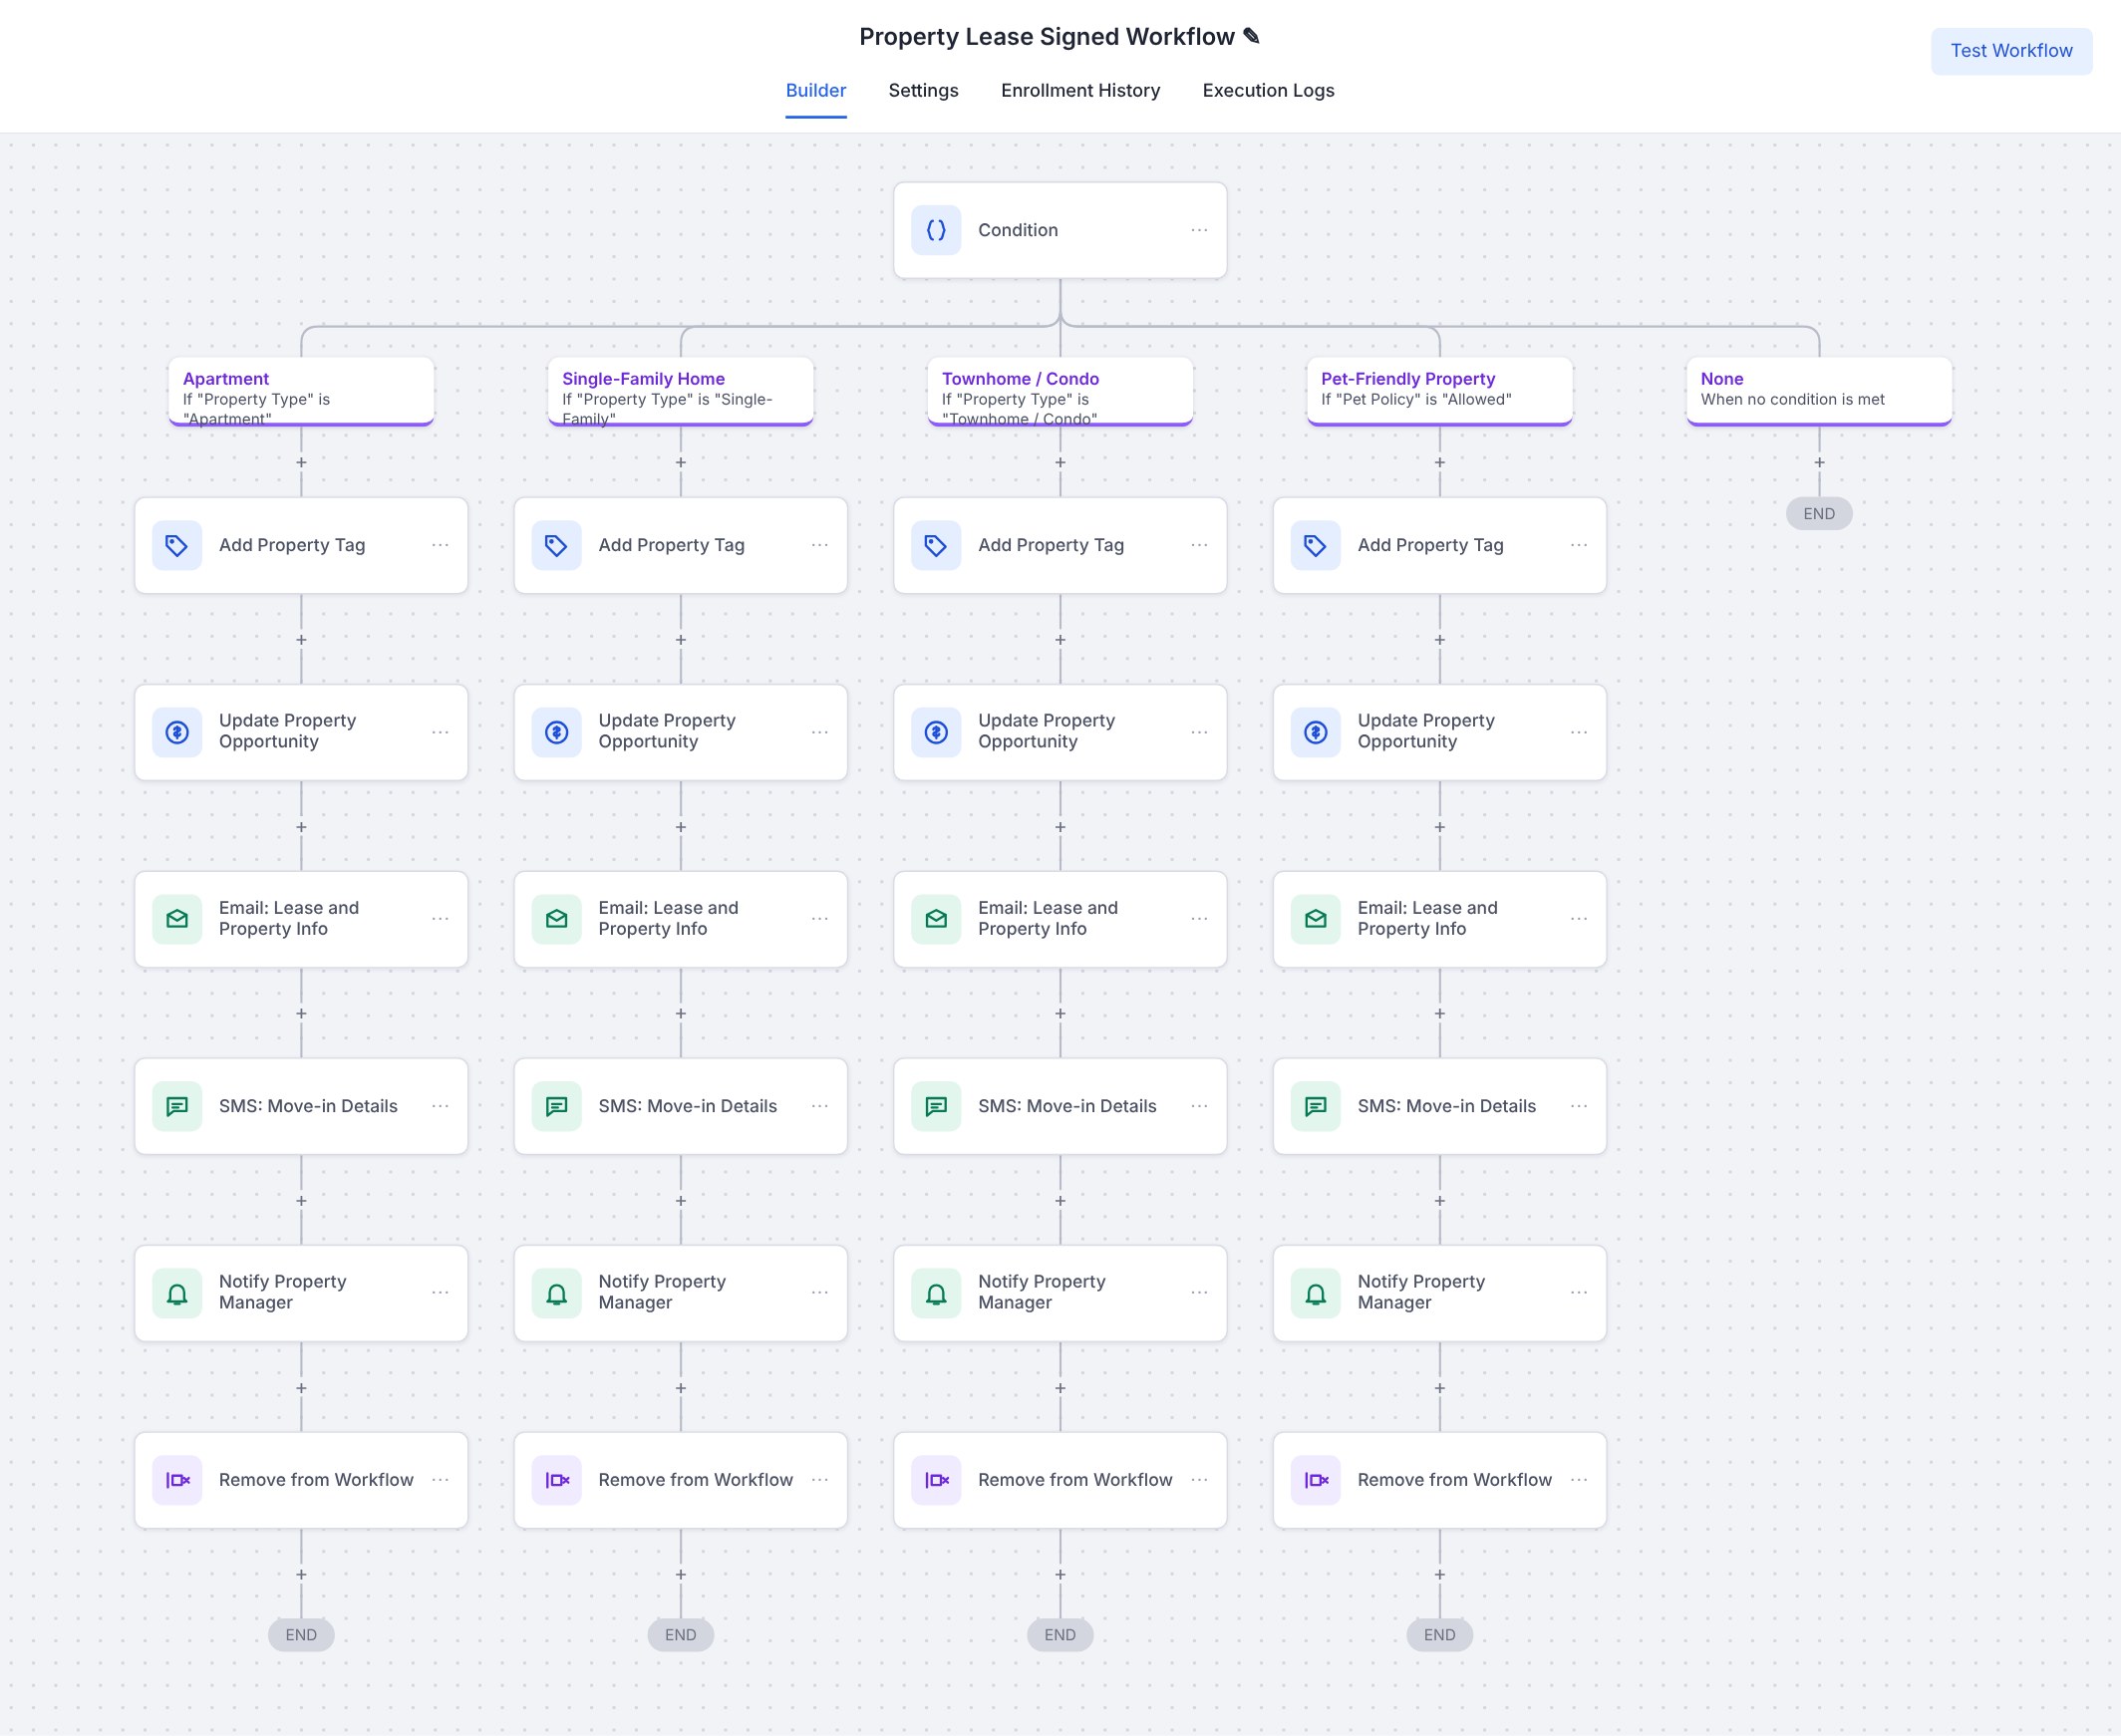 Property Lease Signed Workflow ✎
Test Workflow
Builder Settings Enrollment History Execution Logs
Condition
Apartment
If "Property Type" is
"Apartment"
Single-Family Home
If "Property Type" is "Single-
Family"
Townhome / Condo
If "Property Type" is
"Townhome / Condo"
Pet-Friendly Property
If "Pet Policy" is "Allowed"
None
When no condition is met
+ + + + +
Add Property Tag
Add Property Tag
Add Property Tag
Add Property Tag
END
+ + + +
Update Property
Opportunity
Update Property
Opportunity
Update Property
Opportunity
Update Property
Opportunity
+ + + +
Email: Lease and
Property Info
Email: Lease and
Property Info
Email: Lease and
Property Info
Email: Lease and
Property Info
+ + + +
SMS: Move-in Details
SMS: Move-in Details
SMS: Move-in Details
SMS: Move-in Details
+ + + +
Notify Property
Manager
Notify Property
Manager
Notify Property
Manager
Notify Property
Manager
+ + + +
Remove from Workflow
Remove from Workflow
Remove from Workflow
Remove from Workflow
+ + + +
END
END
END
END